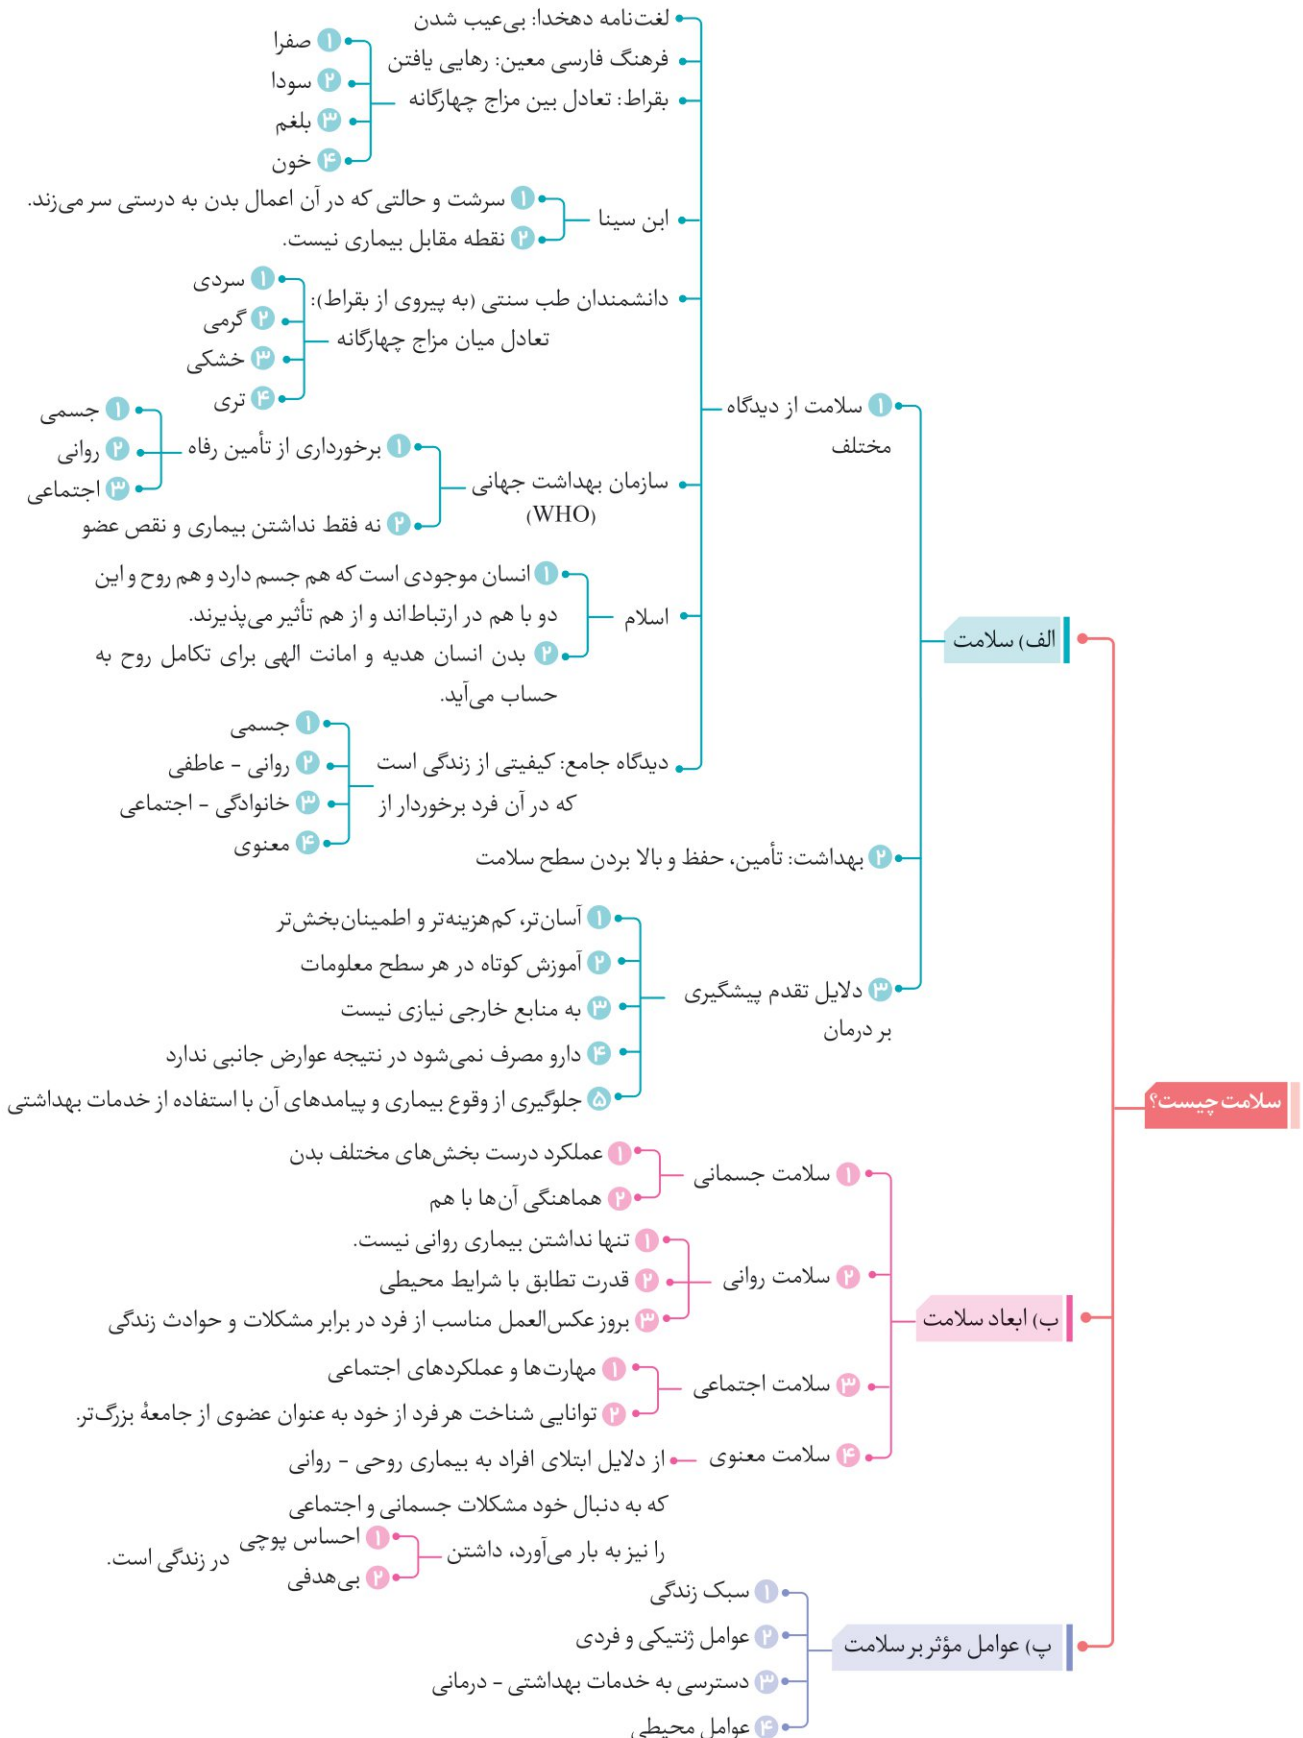 سلامت چیست؟
الف) سلامت
۱ سلامت از دیدگاه
مختلف
لغت‌نامه دهخدا: بی‌عیب شدن
فرهنگ فارسی معین: رهایی یافتن
بقراط: تعادل بین مزاج چهارگانه
۱ صفرا
۲ سودا
۳ بلغم
۴ خون
ابن سینا
۱ سرشت و حالتی که در آن اعمال بدن به درستی سر می‌زند.
۲ نقطه مقابل بیماری نیست.
دانشمندان طب سنتی (به پیروی از بقراط):
تعادل میان مزاج چهارگانه
۱ سردی
۲ گرمی
۳ خشکی
۴ تری
سازمان بهداشت جهانی
(WHO)
۱ برخورداری از تأمین رفاه
۱ جسمی
۲ روانی
۳ اجتماعی
۲ نه فقط نداشتن بیماری و نقص عضو
اسلام
۱ انسان موجودی است که هم جسم دارد و هم روح و این
دو با هم در ارتباط‌اند و از هم تأثیر می‌پذیرند.
۲ بدن انسان هدیه و امانت الهی برای تکامل روح به
حساب می‌آید.
دیدگاه جامع: کیفیتی از زندگی است
که در آن فرد برخوردار از
۱ جسمی
۲ روانی - عاطفی
۳ خانوادگی - اجتماعی
۴ معنوی
۲ بهداشت: تأمین، حفظ و بالا بردن سطح سلامت
۳ دلایل تقدم پیشگیری
بر درمان
۱ آسان‌تر، کم‌هزینه‌تر و اطمینان‌بخش‌تر
۲ آموزش کوتاه در هر سطح معلومات
۳ به منابع خارجی نیازی نیست
۴ دارو مصرف نمی‌شود در نتیجه عوارض جانبی ندارد
۵ جلوگیری از وقوع بیماری و پیامدهای آن با استفاده از خدمات بهداشتی
ب) ابعاد سلامت
۱ سلامت جسمانی
۱ عملکرد درست بخش‌های مختلف بدن
۲ هماهنگی آن‌ها با هم
۲ سلامت روانی
۱ تنها نداشتن بیماری روانی نیست.
۲ قدرت تطابق با شرایط محیطی
۳ بروز عکس‌العمل مناسب از فرد در برابر مشکلات و حوادث زندگی
۳ سلامت اجتماعی
۱ مهارت‌ها و عملکردهای اجتماعی
۲ توانایی شناخت هر فرد از خود به عنوان عضوی از جامعهٔ بزرگ‌تر.
۴ سلامت معنوی
از دلایل ابتلای افراد به بیماری روحی - روانی
که به دنبال خود مشکلات جسمانی و اجتماعی
را نیز به بار می‌آورد، داشتن
۱ احساس پوچی
۲ بی‌هدفی
در زندگی است.
پ) عوامل مؤثر بر سلامت
۱ سبک زندگی
۲ عوامل ژنتیکی و فردی
۳ دسترسی به خدمات بهداشتی - درمانی
۴ عوامل محیطی